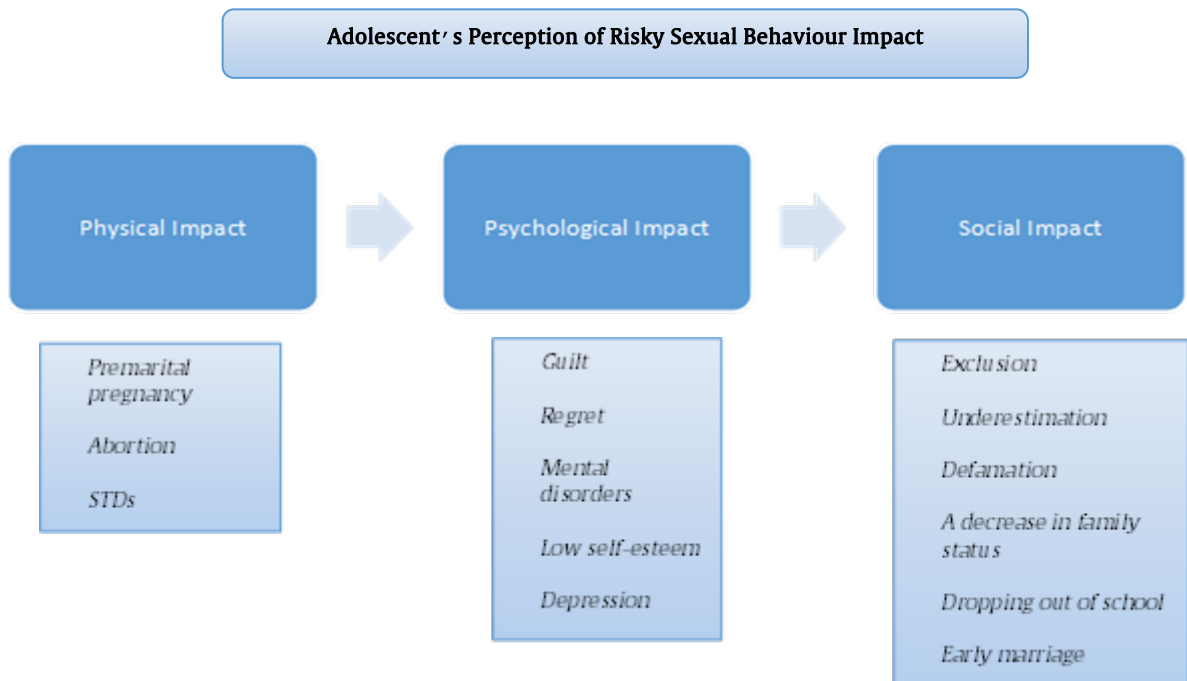 Adolescent's Perception of Risky Sexual Behaviour Impact
Physical Impact
Psychological Impact
Social Impact
Premarital
pregnancy
Abortion
STDs
Guilt
Regret
Mental
disorders
Low self-esteem
Depression
Exclusion
Underestimation
Defamation
A decrease in family
status
Dropping out of school
Early marriage